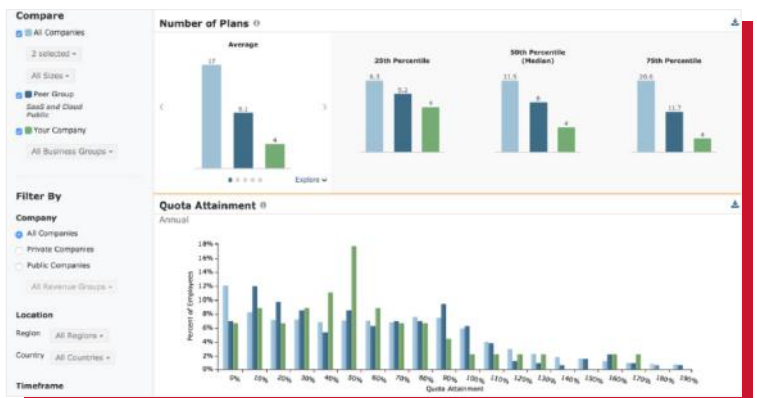 Compare
All Companies
2 selected
All Sizes
Peer Group
SaaS and Cloud
Public
Your Company
All Business Groups
Filter By
Company
All Companies
Private Companies
Public Companies
All Revenue Groups
Location
Region All Regions
Country All Countries
Timeframe
Number of Plans
Average
17
9.1
4
Explore
25th Percentile
6.3
5.2
4
50th Percentile
(Median)
11.5
8
4
75th Percentile
11.7
4
Quota Attainment
Annual
Percent of Employees
18%
16%
14%
12%
10%
8%
6%
4%
2%
0%
0% 10% 20% 30% 40% 50% 60% 70% 80% 90% 100% 110% 120% 130% 140% 150% 160% 170% 180% 190%
Quota Attainment